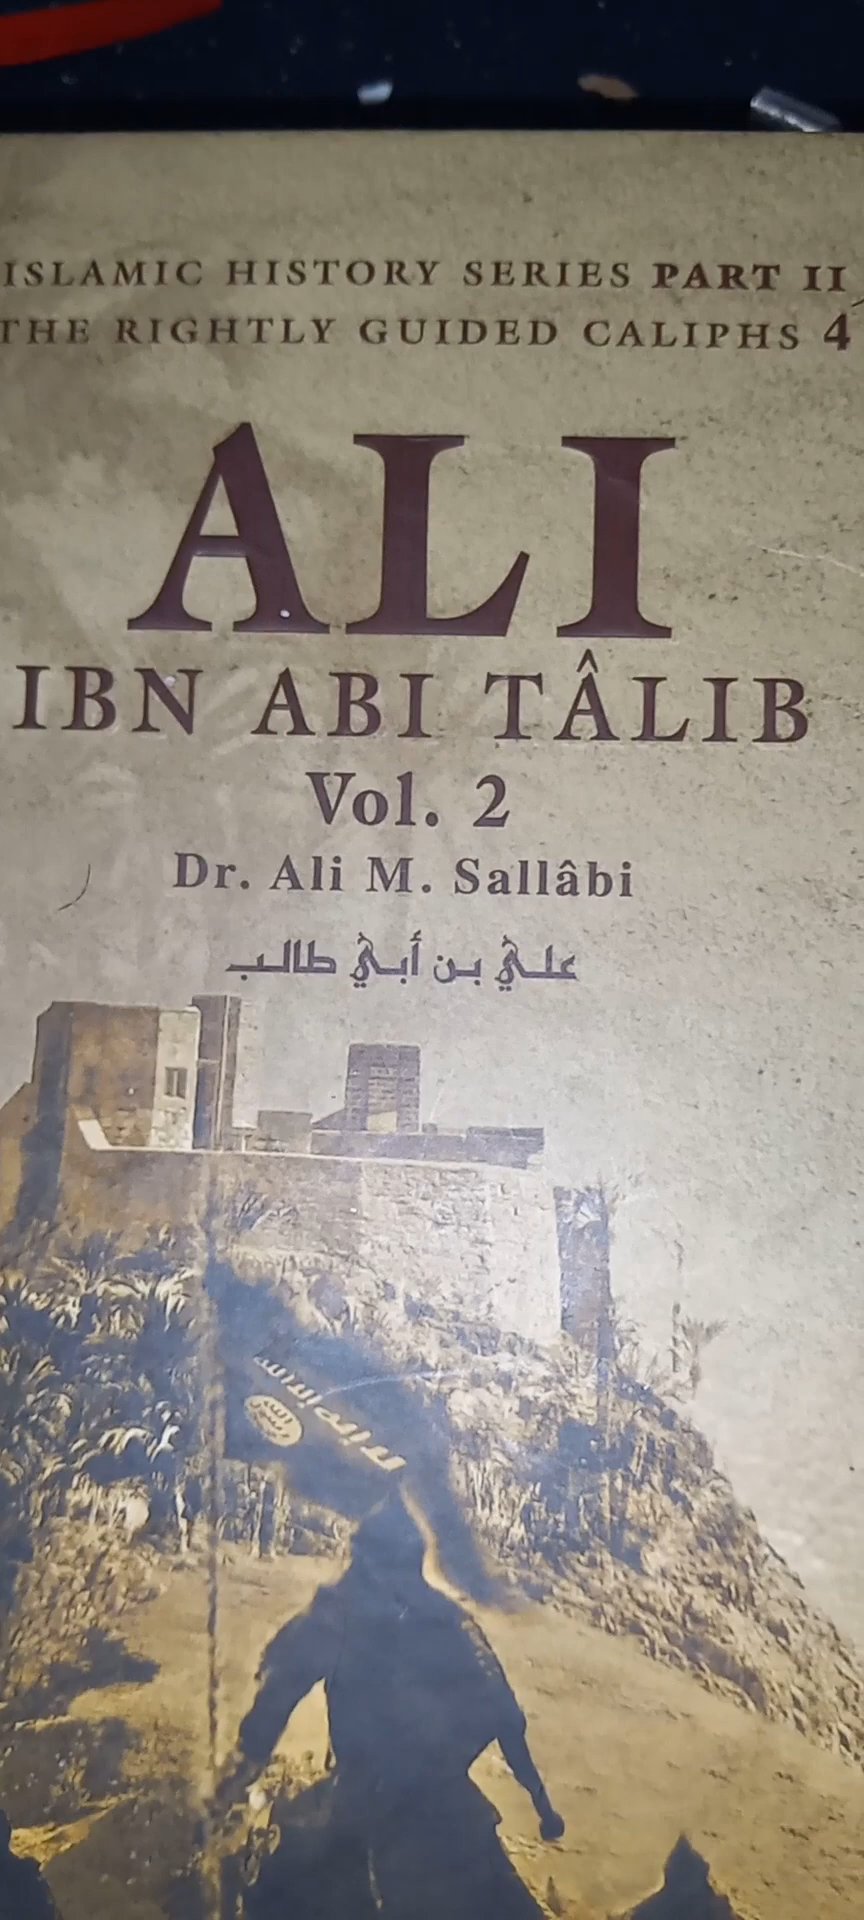 ISLAMIC HISTORY SERIES PART II
THE RIGHTLY GUIDED CALIPHS 4
ALI
IBN ABI TÂLIB
Vol. 2
Dr. Ali M. Sallâbi
علي بن أبي طالب